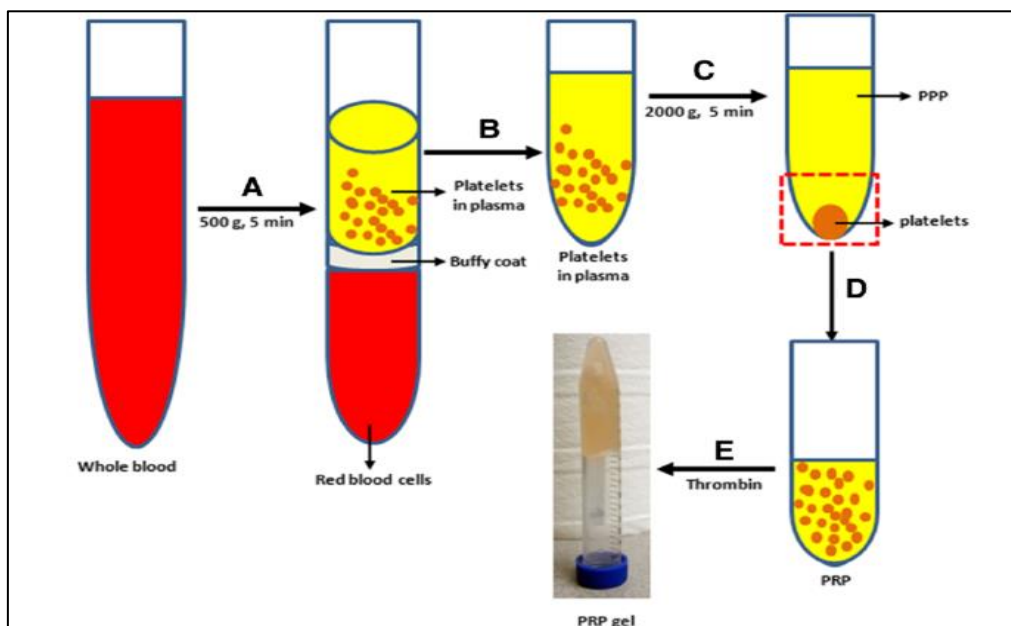 A
500 g, 5 min
Whole blood
Platelets
in plasma
Buffy coat
Red blood cells
B
Platelets
in plasma
C
2000 g, 5 min
PPP
platelets
D
PRP
E
Thrombin
PRP gel